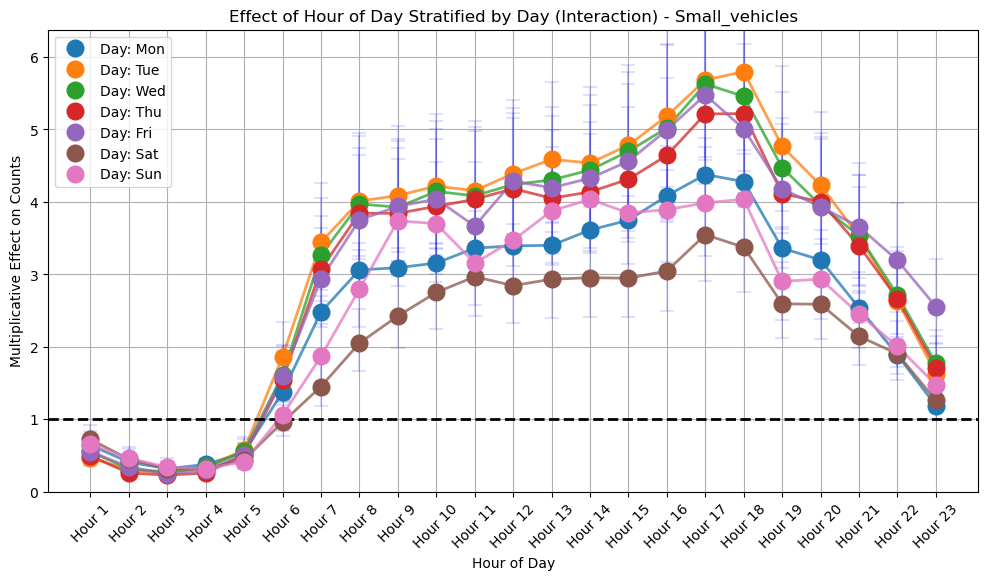 Effect of Hour of Day Stratified by Day (Interaction) - Small_vehicles
Multiplicative Effect on Counts
6
5
4
3
2
1
0
Day: Mon
Day: Tue
Day: Wed
Day: Thu
Day: Fri
Day: Sat
Day: Sun
Hour 1
Hour 2
Hour 3
Hour 4
Hour 5
Hour 6
Hour 7
Hour 8
Hour 9
Hour 10
Hour 11
Hour 12
Hour 13
Hour 14
Hour 15
Hour 16
Hour 17
Hour 18
Hour 19
Hour 20
Hour 21
Hour 22
Hour 23
Hour of Day